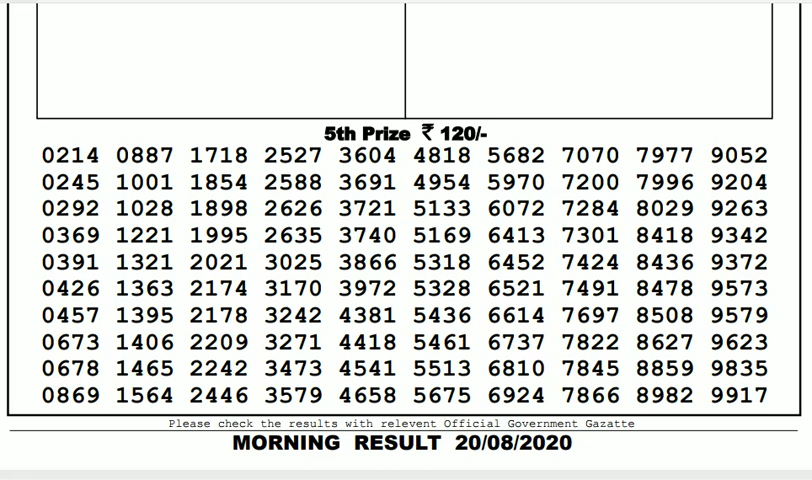 5th Prize ₹ 120/-
0214 0887 1718 2527 3604 4818 5682 7070 7977 9052
0245 1001 1854 2588 3691 4954 5970 7200 7996 9204
0292 1028 1898 2626 3721 5133 6072 7284 8029 9263
0369 1221 1995 2635 3740 5169 6413 7301 8418 9342
0391 1321 2021 3025 3866 5318 6452 7424 8436 9372
0426 1363 2174 3170 3972 5328 6521 7491 8478 9573
0457 1395 2178 3242 4381 5436 6614 7697 8508 9579
0673 1406 2209 3271 4418 5461 6737 7822 8627 9623
0678 1465 2242 3473 4541 5513 6810 7845 8859 9835
0869 1564 2446 3579 4658 5675 6924 7866 8982 9917
Please check the results with relevent Official Government Gazatte
MORNING RESULT 20/08/2020